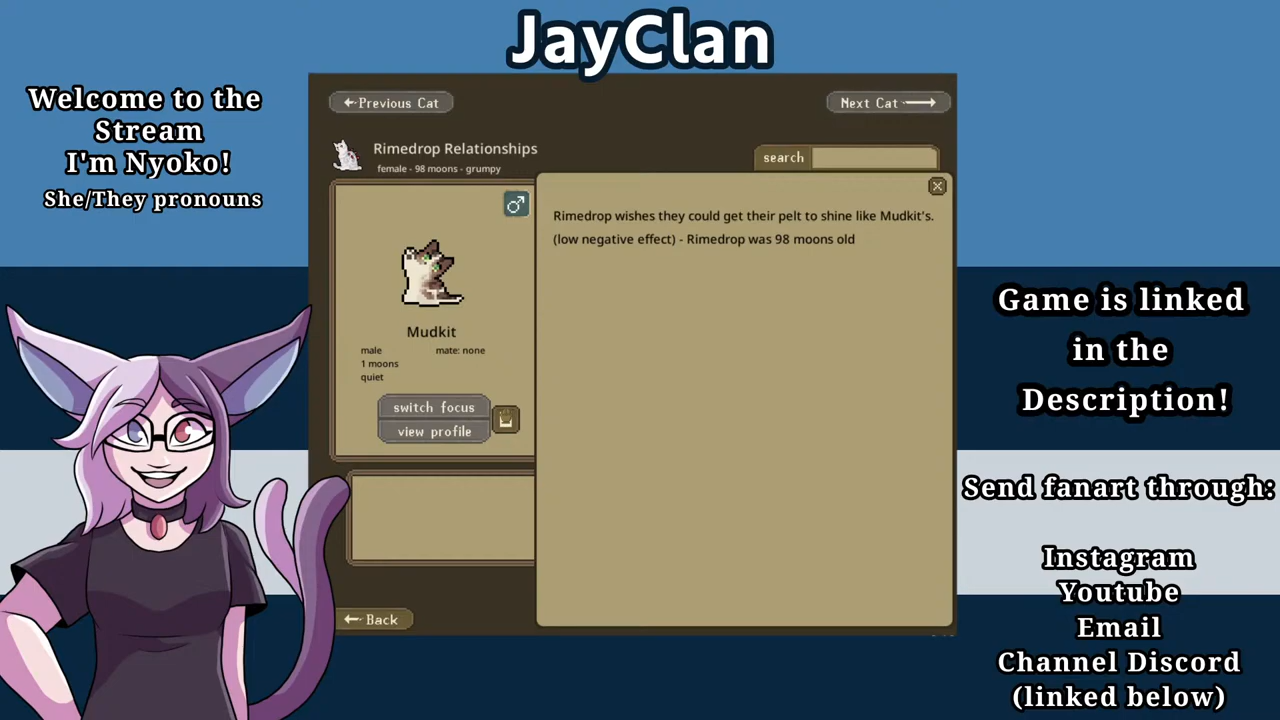 JayClan
Welcome to the
Stream
I'm Nyoko!
She/They pronouns
Previous Cat
Next Cat
Rimedrop Relationships
female - 98 moons - grumpy
search
Rimedrop wishes they could get their pelt to shine like Mudkit's.
(low negative effect) - Rimedrop was 98 moons old
Mudkit
male
mate: none
1 moons
quiet
switch focus
view profile
Back
Game is linked
in the
Description!
Send fanart through:
Instagram
Youtube
Email
Channel Discord
(linked below)